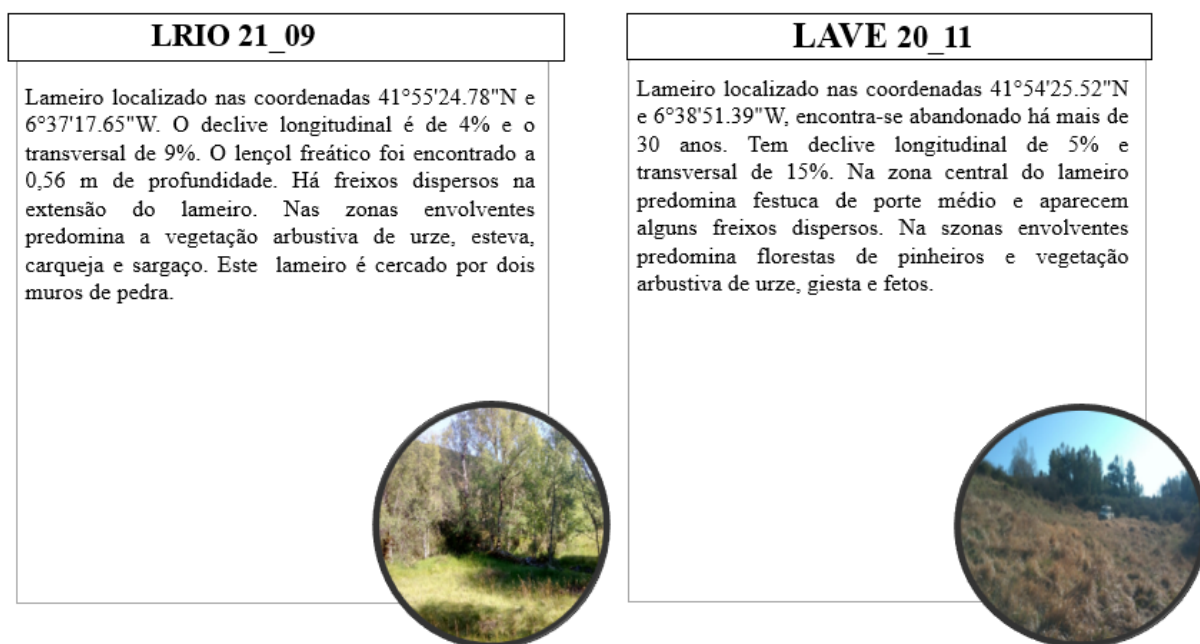 LRIO 21_09
Lameiro localizado nas coordenadas 41°55'24.78"N e
6°37'17.65"W. O declive longitudinal é de 4% e o
transversal de 9%. O lençol freático foi encontrado a
0,56 m de profundidade. Há freixos dispersos na
extensão do lameiro. Nas zonas envolventes
predomina a vegetação arbustiva de urze, esteva,
carqueja e sargaço. Este lameiro é cercado por dois
muros de pedra.
LAVE 20_11
Lameiro localizado nas coordenadas 41°54'25.52"N
e 6°38'51.39"W, encontra-se abandonado há mais de
30 anos. Tem declive longitudinal de 5% e
transversal de 15%. Na zona central do lameiro
predomina festuca de porte médio e aparecem
alguns freixos dispersos. Na szonas envolventes
predomina florestas de pinheiros e vegetação
arbustiva de urze, giesta e fetos.